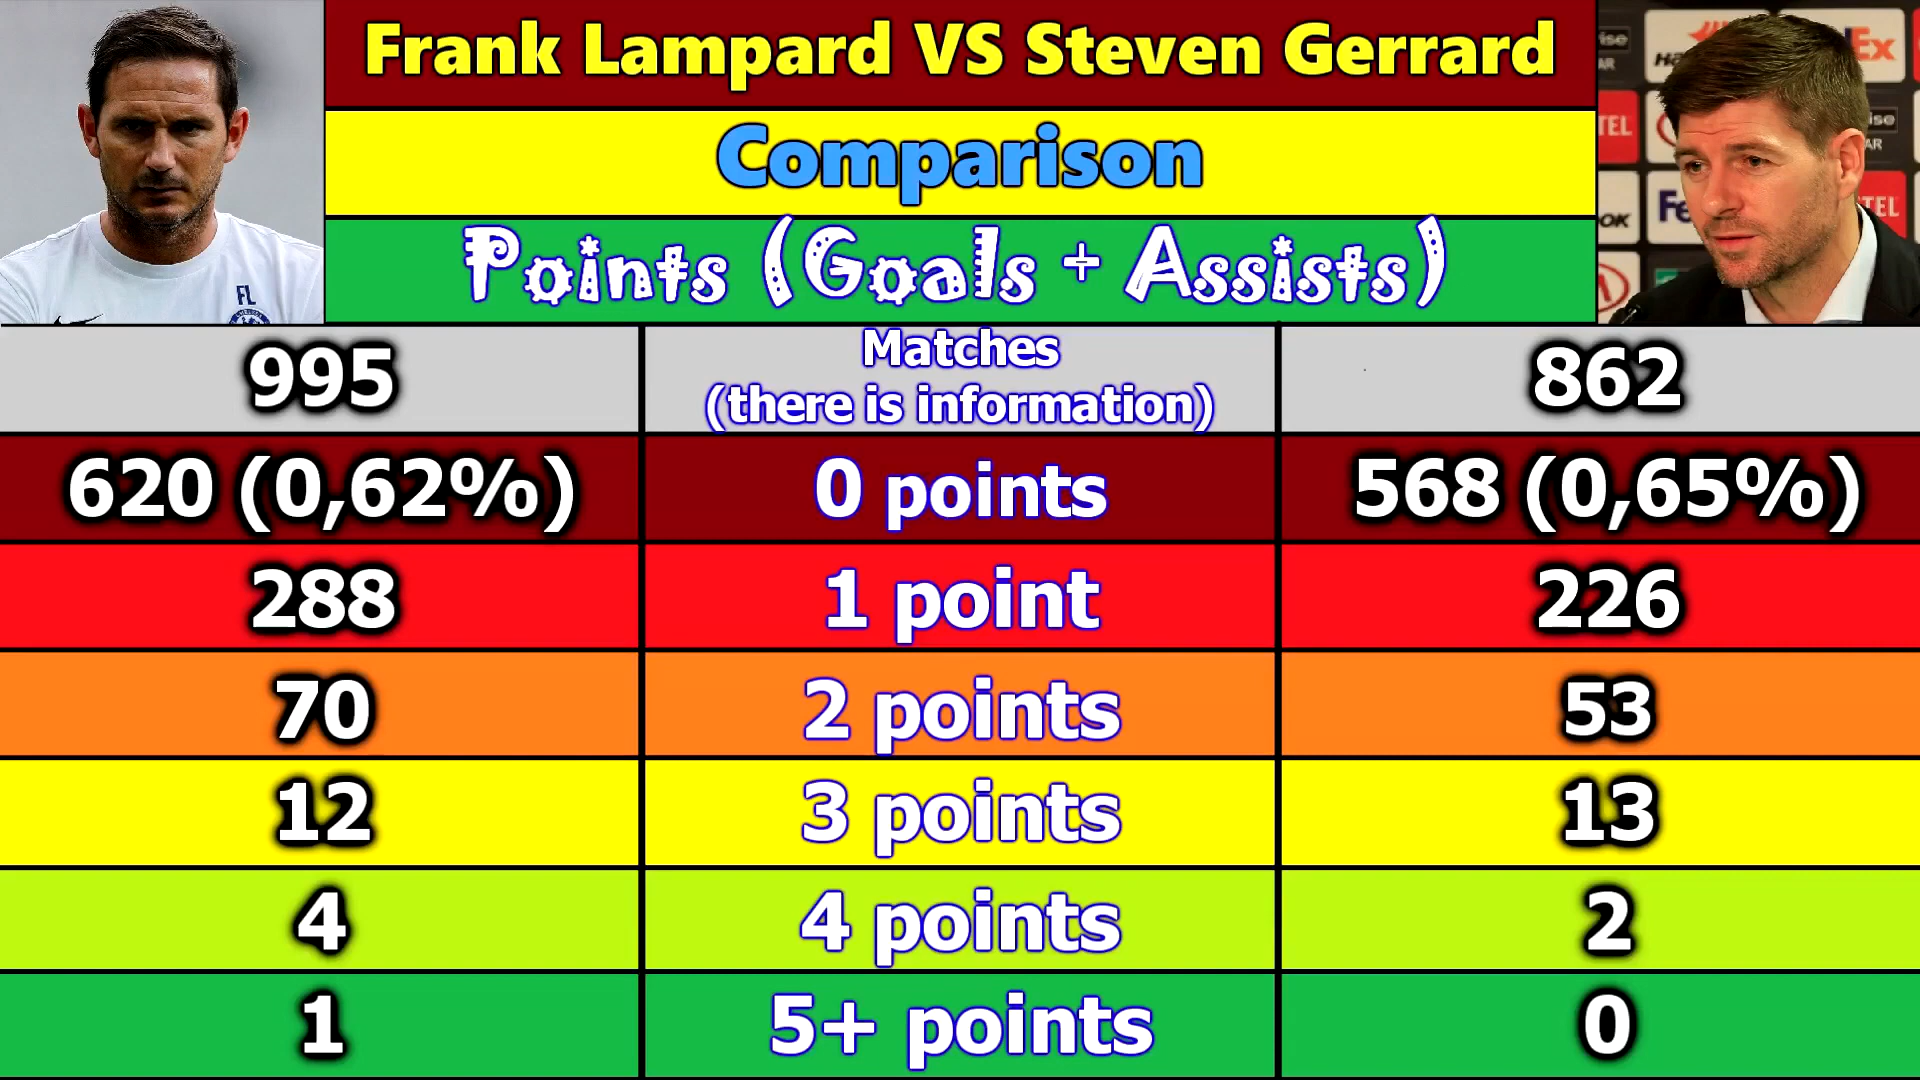 Frank Lampard VS Steven Gerrard
Comparison
Points (Goals + Assists)
FL
FedEx
995
Matches
(there is information)
862
620 (0,62%)
0 points
568 (0,65%)
288
1 point
226
70
2 points
53
12
3 points
13
4
4 points
2
1
5+ points
0